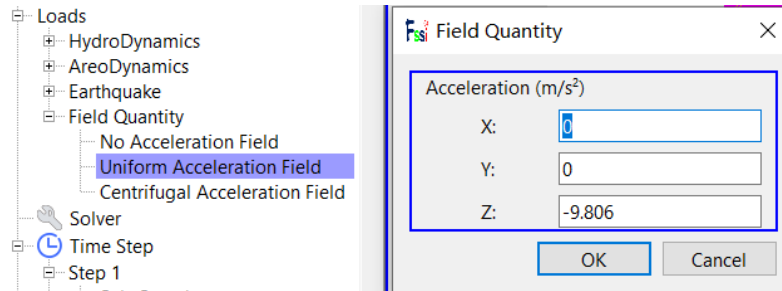 Loads
HydroDynamics
AreoDynamics
Earthquake
Field Quantity
No Acceleration Field
Uniform Acceleration Field
Centrifugal Acceleration Field
Solver
Time Step
Step 1
Fssi Field Quantity
Acceleration (m/s²)
X: 0
Y: 0
Z: -9.806
OK Cancel